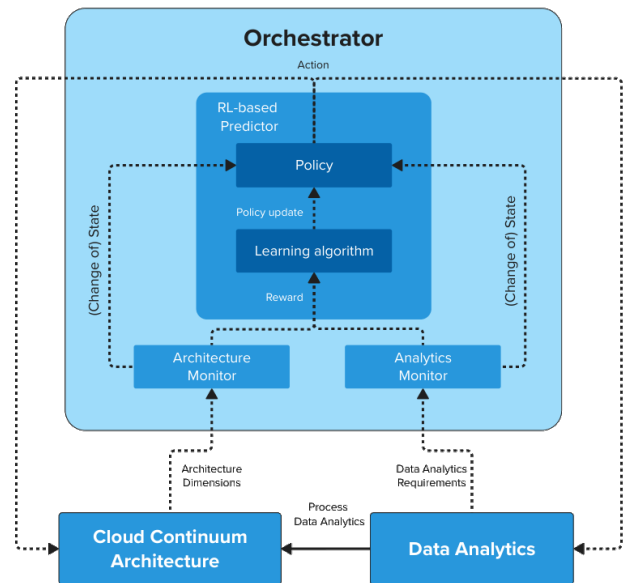 Orchestrator
Action
RL-based
Predictor
Policy
(Change of) State
(Change of) State
Policy update
Learning algorithm
Reward
Architecture
Monitor
Analytics
Monitor
Architecture
Dimensions
Data Analytics
Requirements
Process
Data Analytics
Cloud Continuum
Architecture
Data Analytics